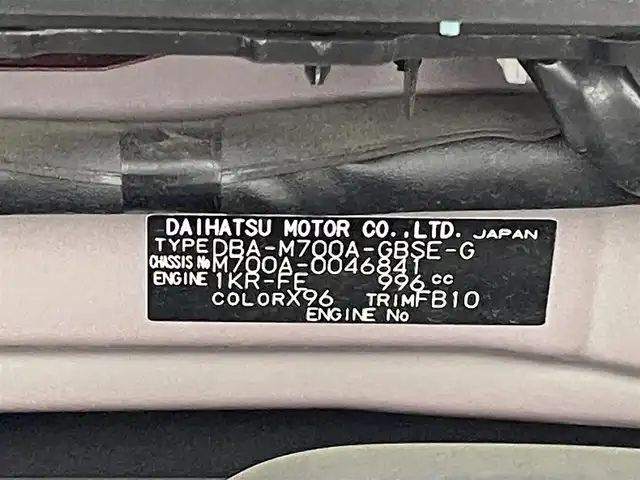 DAIHATSU MOTOR CO.,LTD. JAPAN
TYPE DBA-M700A-GBSE-G
CHASSIS No M700A-0046841
ENGINE 1KR-FE 996 CC
COLOR X96 TRIM FB10
ENGINE No